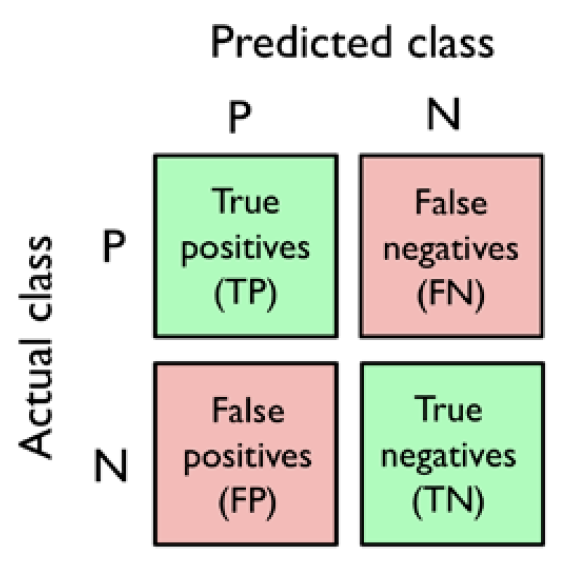 Predicted class
P
N
Actual class
P
True
positives
(TP)
False
negatives
(FN)
N
False
positives
(FP)
True
negatives
(TN)